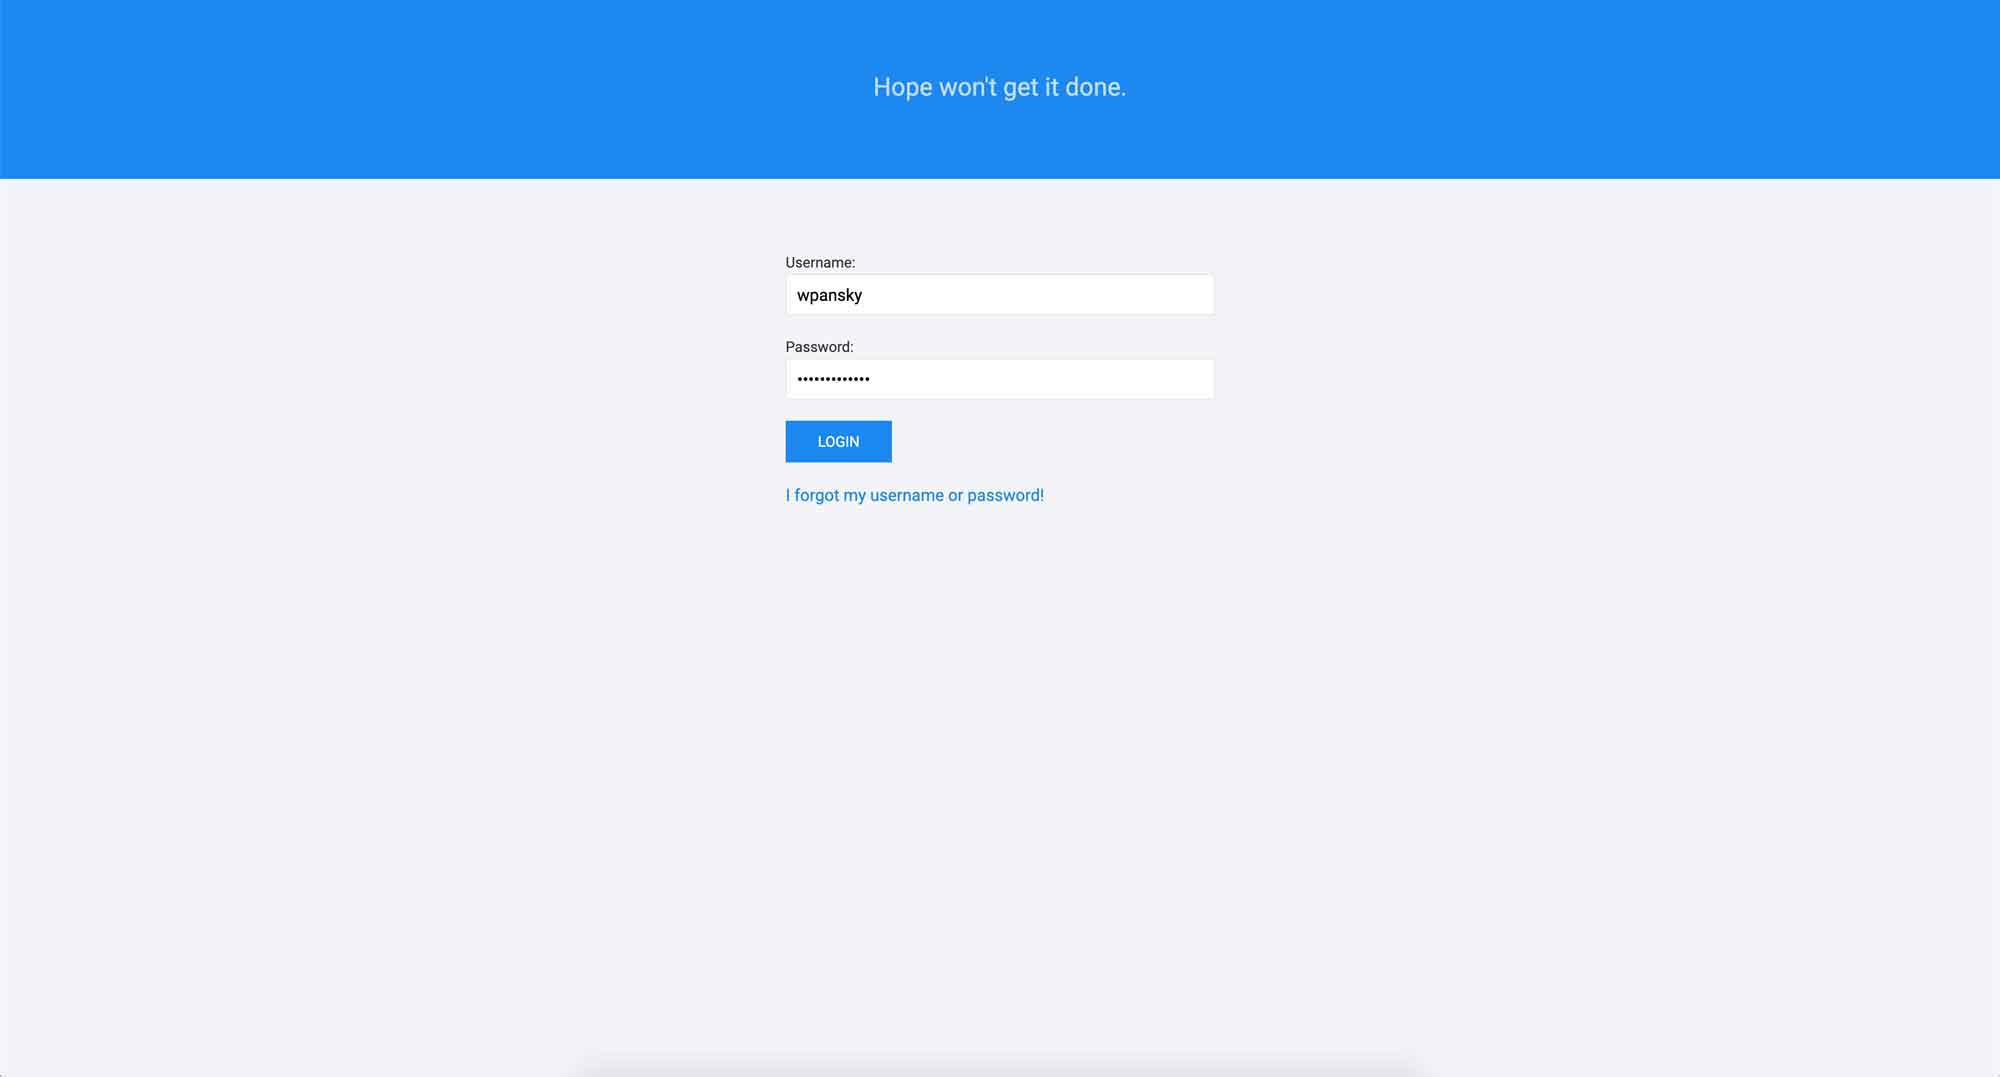 Hope won't get it done.
Username:
wpansky
Password:
•••••••••••••
LOGIN
I forgot my username or password!